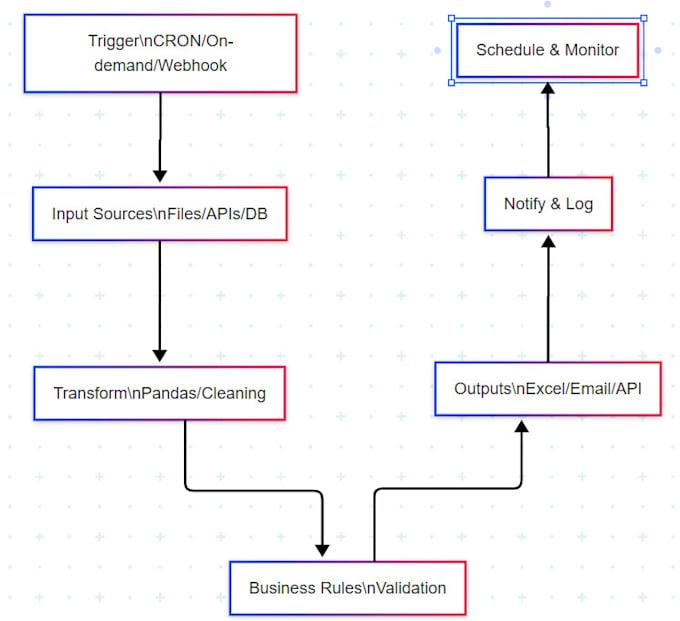 Trigger\nCRON/On-
demand/Webhook
Input Sources\nFiles/APIs/DB
Transform\nPandas/Cleaning
Business Rules\nValidation
Outputs\nExcel/Email/API
Notify & Log
Schedule & Monitor